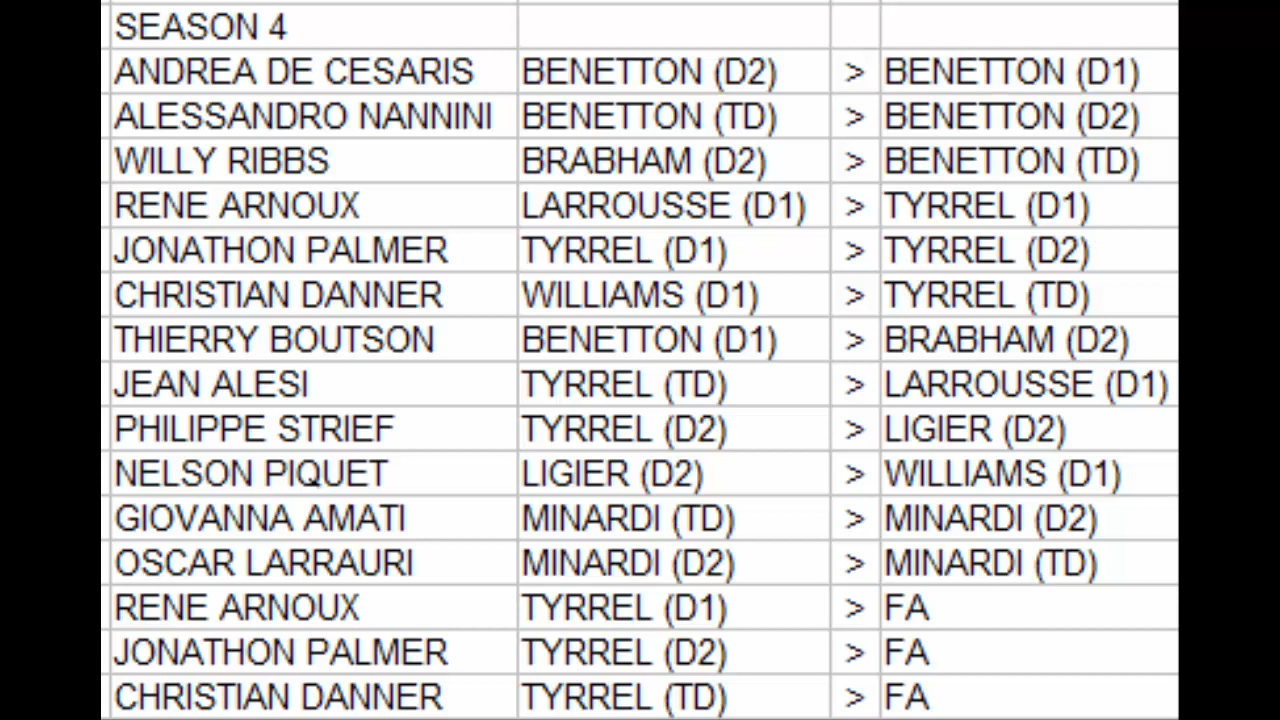 SEASON 4
ANDREA DE CESARIS BENETTON (D2) > BENETTON (D1)
ALESSANDRO NANNINI BENETTON (TD) > BENETTON (D2)
WILLY RIBBS BRABHAM (D2) > BENETTON (TD)
RENE ARNOUX LARROUSSE (D1) > TYRREL (D1)
JONATHON PALMER TYRREL (D1) > TYRREL (D2)
CHRISTIAN DANNER WILLIAMS (D1) > TYRREL (TD)
THIERRY BOUTSON BENETTON (D1) > BRABHAM (D2)
JEAN ALESI TYRREL (TD) > LARROUSSE (D1)
PHILIPPE STRIEF TYRREL (D2) > LIGIER (D2)
NELSON PIQUET LIGIER (D2) > WILLIAMS (D1)
GIOVANNA AMATI MINARDI (TD) > MINARDI (D2)
OSCAR LARRAURI MINARDI (D2) > MINARDI (TD)
RENE ARNOUX TYRREL (D1) > FA
JONATHON PALMER TYRREL (D2) > FA
CHRISTIAN DANNER TYRREL (TD) > FA